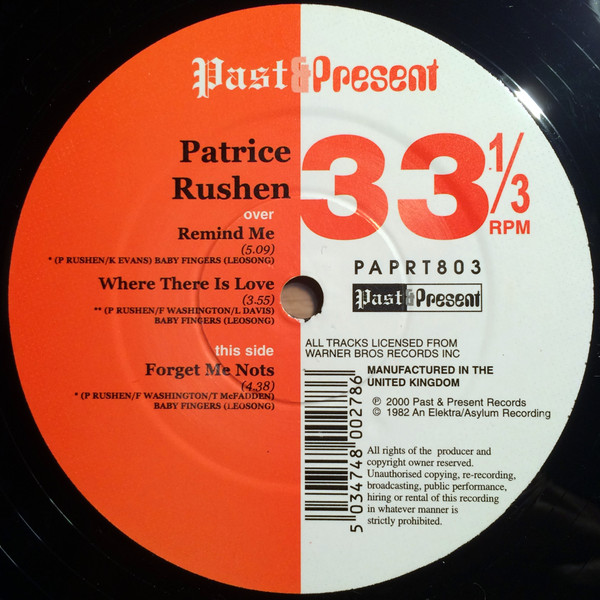 Past&Present
Patrice
Rushen
over
Remind Me
(5.09)
* (P RUSHEN/K EVANS) BABY FINGERS (LEOSONG)
Where There Is Love
(3.55)
** (P RUSHEN/F WASHINGTON/L DAVIS)
BABY FINGERS (LEOSONG)
this side
Forget Me Nots
(4.38)
* (P RUSHEN/F WASHINGTON/T McFADDEN)
BABY FINGERS (LEOSONG)
33 1/3
RPM
PAPRT803
Past&Present
ALL TRACKS LICENSED FROM
WARNER BROS RECORDS INC
MANUFACTURED IN THE
UNITED KINGDOM
℗ 2000 Past & Present Records
© 1982 An Elektra/Asylum Recording
All rights of the producer and
copyright owner reserved.
Unauthorised copying, re-recording,
broadcasting, public performance,
hiring or rental of this recording
in whatever manner is
strictly prohibited.
5 034748 002786